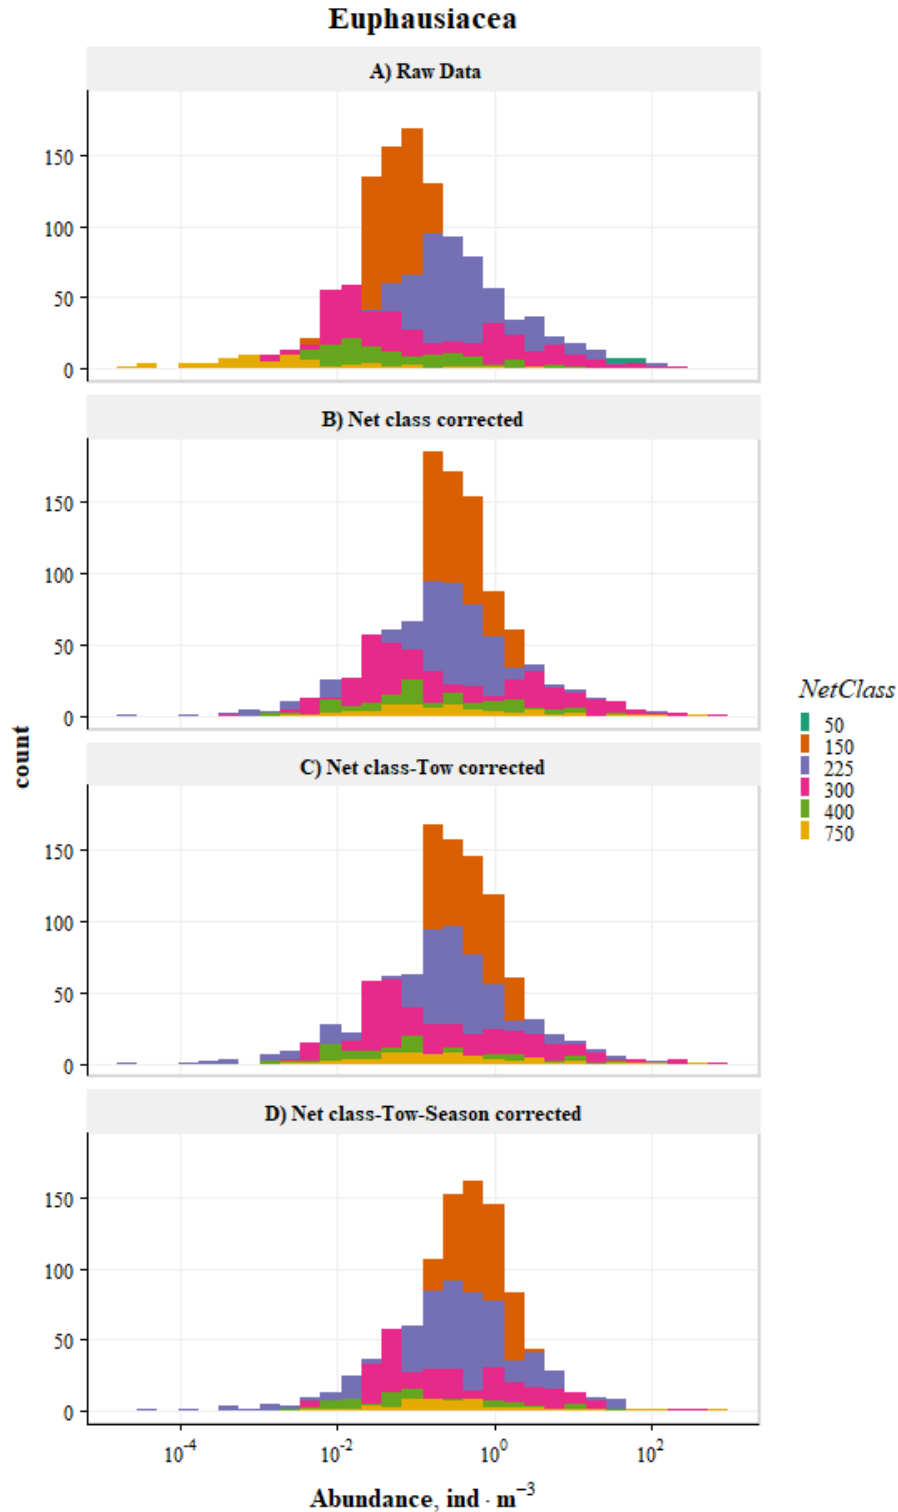 Euphausiacea
A) Raw Data
150
100
50
0
B) Net class corrected
150
100
50
0
C) Net class-Tow corrected
150
100
50
0
D) Net class-Tow-Season corrected
150
100
50
0
count
10⁻⁴ 10⁻² 10⁰ 10²
Abundance, ind · m⁻³
NetClass
50
150
225
300
400
750